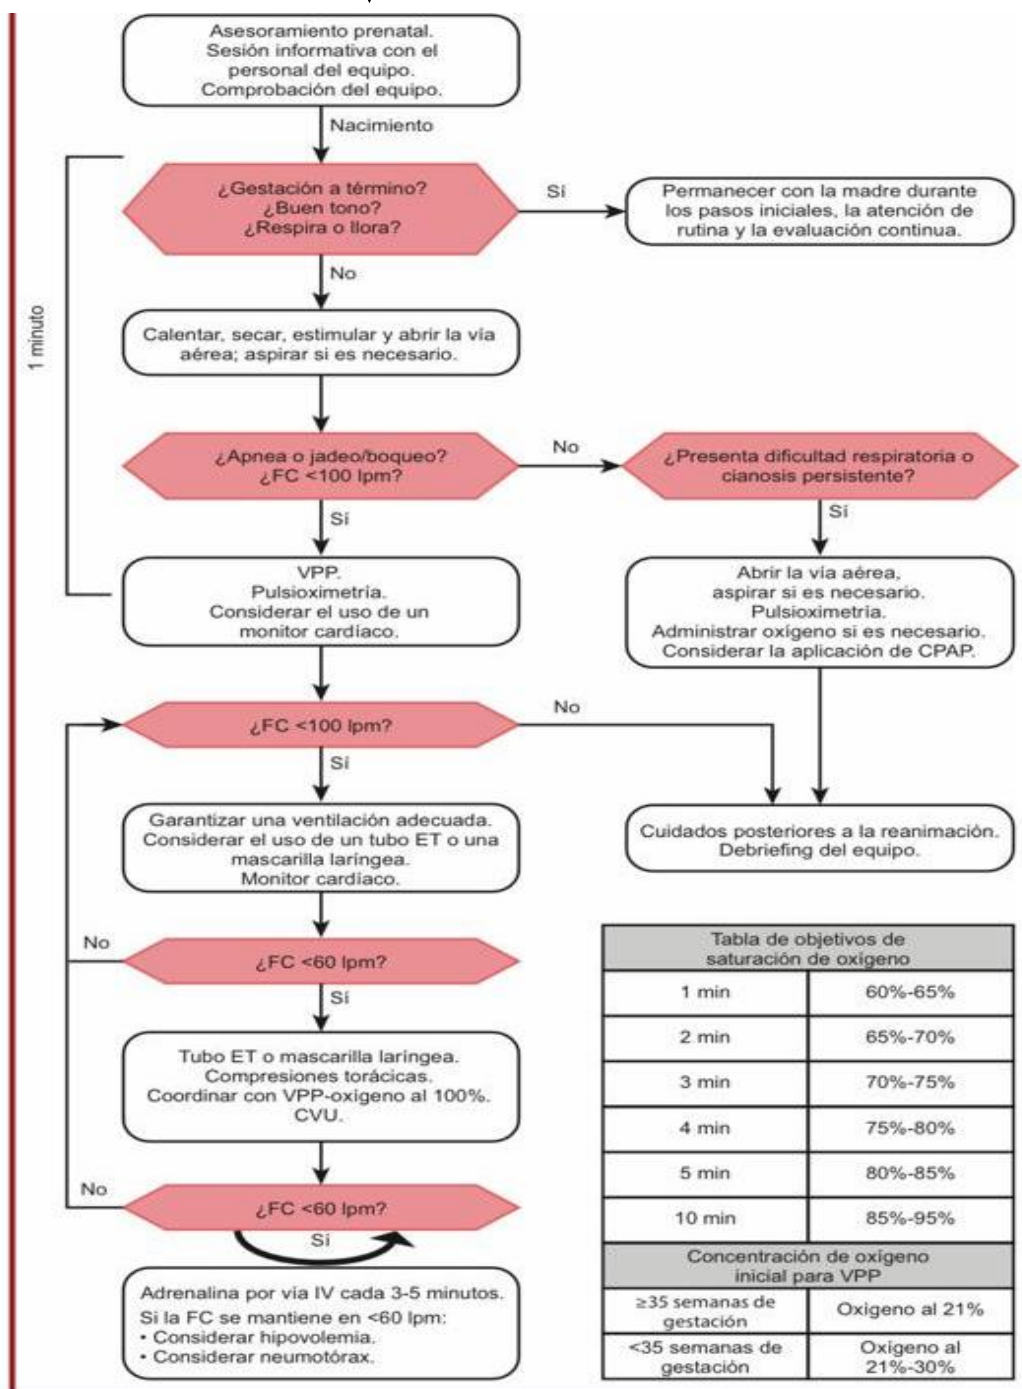 Asesoramiento prenatal.
Sesión informativa con el
personal del equipo.
Comprobación del equipo.
Nacimiento
¿Gestación a término?
¿Buen tono?
¿Respira o llora?
Sí
Permanecer con la madre durante
los pasos iniciales, la atención de
rutina y la evaluación continua.
No
1 minuto
Calentar, secar, estimular y abrir la vía
aérea; aspirar si es necesario.
¿Apnea o jadeo/boqueo?
¿FC <100 lpm?
No
¿Presenta dificultad respiratoria o
cianosis persistente?
Sí
Sí
VPP.
Pulsioximetría.
Considerar el uso de un
monitor cardíaco.
Abrir la vía aérea,
aspirar si es necesario.
Pulsioximetría.
Administrar oxígeno si es necesario.
Considerar la aplicación de CPAP.
¿FC <100 lpm?
No
Sí
Garantizar una ventilación adecuada.
Considerar el uso de un tubo ET o una
mascarilla laríngea.
Monitor cardíaco.
Cuidados posteriores a la reanimación.
Debriefing del equipo.
No
¿FC <60 lpm?
Sí
Tubo ET o mascarilla laríngea.
Compresiones torácicas.
Coordinar con VPP-oxígeno al 100%.
CVU.
No
¿FC <60 lpm?
Sí
Adrenalina por vía IV cada 3-5 minutos.
Si la FC se mantiene en <60 lpm:
• Considerar hipovolemia.
• Considerar neumotórax.
Tabla de objetivos de
saturación de oxígeno
1 min 60%-65%
2 min 65%-70%
3 min 70%-75%
4 min 75%-80%
5 min 80%-85%
10 min 85%-95%
Concentración de oxígeno
inicial para VPP
≥35 semanas de
gestación
Oxígeno al 21%
<35 semanas de
gestación
Oxígeno al
21%-30%